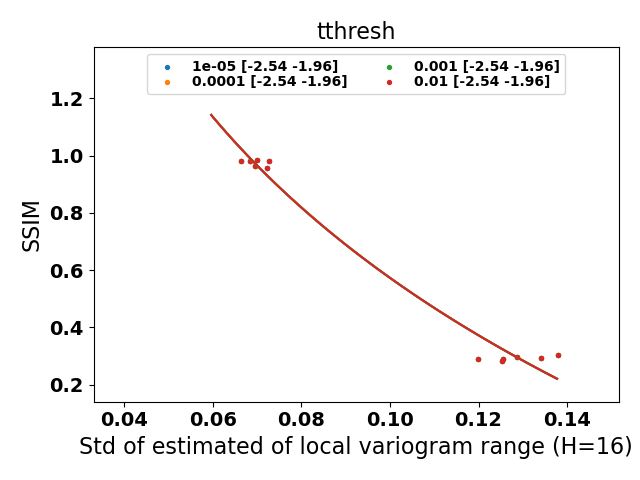 tthresh
1e-05 [-2.54 -1.96]
0.0001 [-2.54 -1.96]
0.001 [-2.54 -1.96]
0.01 [-2.54 -1.96]
SSIM
1.2
1.0
0.8
0.6
0.4
0.2
0.04 0.06 0.08 0.10 0.12 0.14
Std of estimated of local variogram range (H=16)